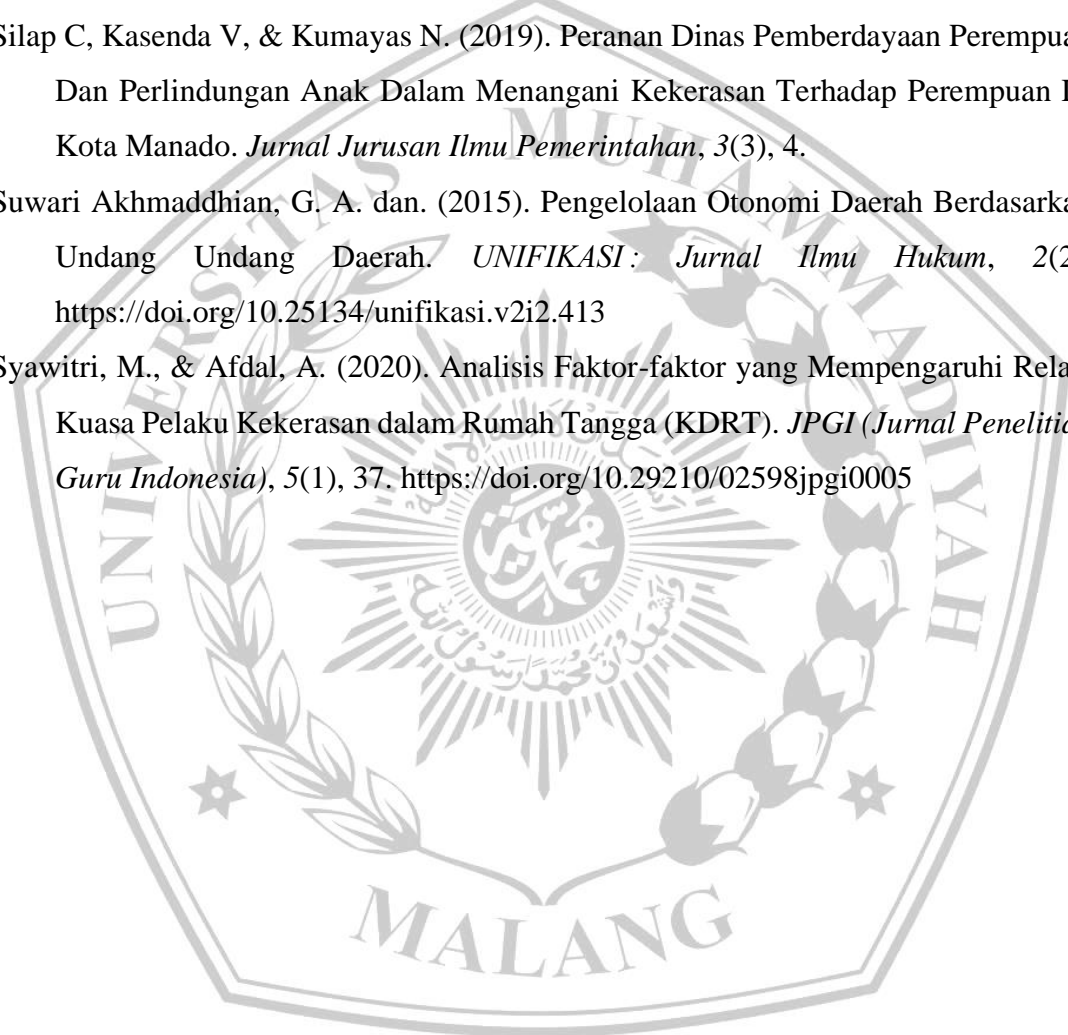 Silap C, Kasenda V, & Kumayas N. (2019). Peranan Dinas Pemberdayaan Perempua
Dan Perlindungan Anak Dalam Menangani Kekerasan Terhadap Perempuan
Kota Manado. Jurnal Jurusan Ilmu Pemerintahan, 3(3), 4.
Suwari Akhmaddhian, G. A. dan. (2015). Pengelolaan Otonomi Daerah Berdasarka
Undang Undang Daerah. UNIFIKASI : Jurnal Ilmu Hukum, 2(2
https://doi.org/10.25134/unifikasi.v2i2.413
Syawitri, M., & Afdal, A. (2020). Analisis Faktor-faktor yang Mempengaruhi Rela
Kuasa Pelaku Kekerasan dalam Rumah Tangga (KDRT). JPGI (Jurnal Penelitia
Guru Indonesia), 5(1), 37. https://doi.org/10.29210/02598jpgi0005
UNIVERSITAS MUHAMMADIYAH
MALANG